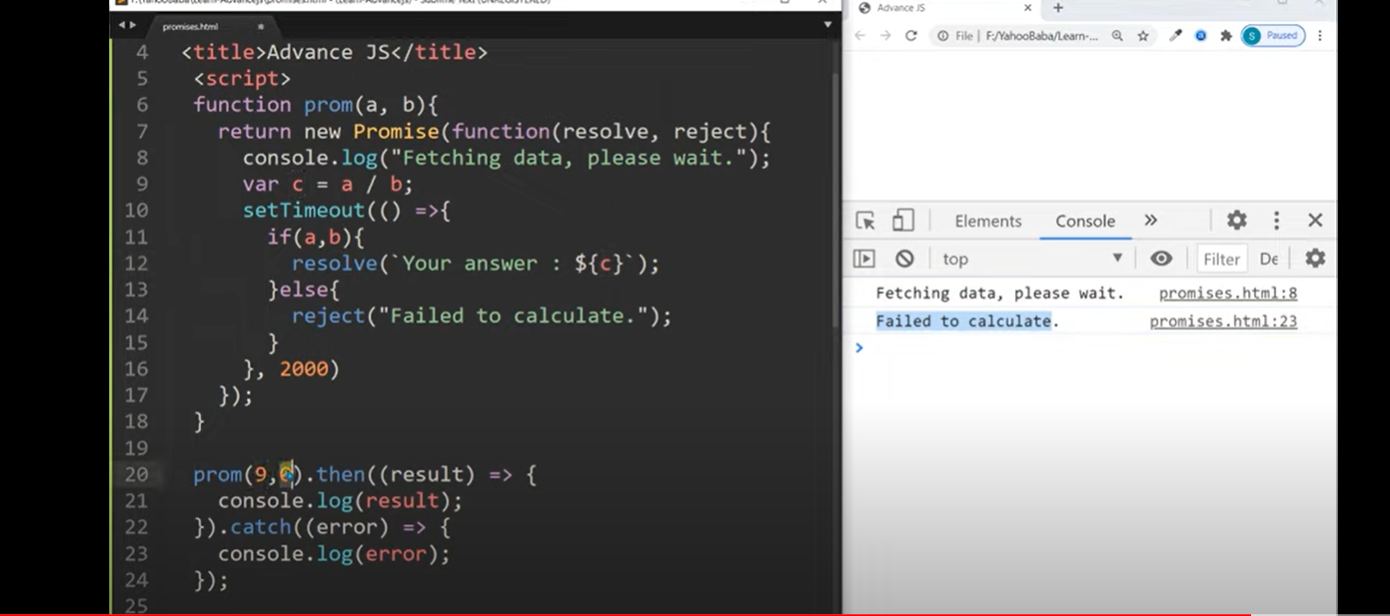 promises.html
4 <title>Advance JS</title>
5 <script>
6 function prom(a, b){
7 return new Promise(function(resolve, reject){
8 console.log("Fetching data, please wait.");
9 var c = a / b;
10 setTimeout(() =>{
11 if(a,b){
12 resolve(`Your answer : ${c}`);
13 }else{
14 reject("Failed to calculate.");
15 }
16 }, 2000)
17 });
18 }
19
20 prom(9,).then((result) => {
21 console.log(result);
22 }).catch((error) => {
23 console.log(error);
24 });
25
Advance JS
File | F:/YahooBaba/Learn-...
S Paused
Elements Console
top Filter De
Fetching data, please wait. promises.html:8
Failed to calculate. promises.html:23